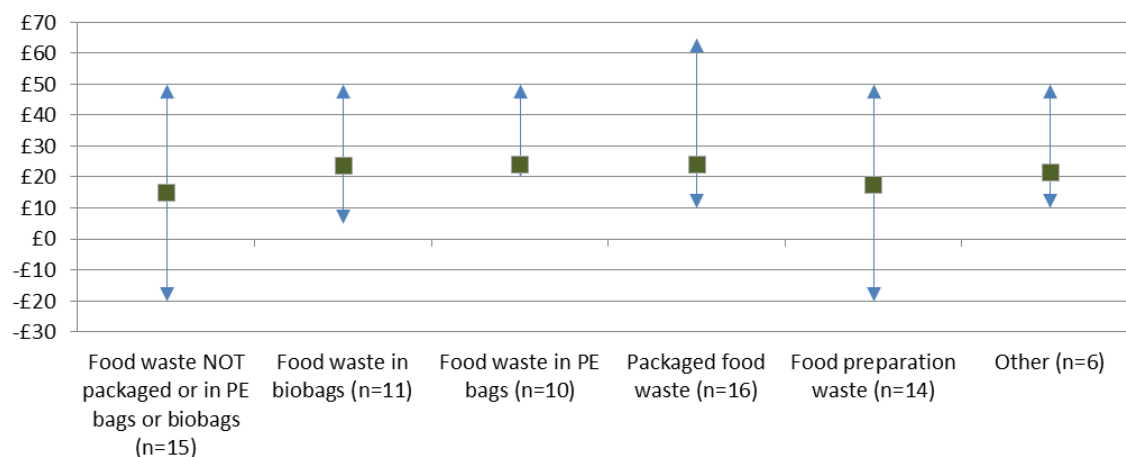 £70
£60
£50
£40
£30
£20
£10
£0
-£10
-£20
-£30
Food waste NOT
packaged or in PE
bags or biobags
(n=15)
Food waste in
biobags (n=11)
Food waste in PE
bags (n=10)
Packaged food
waste (n=16)
Food preparation
waste (n=14)
Other (n=6)